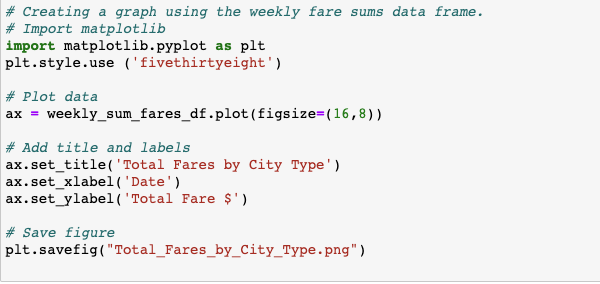 # Creating a graph using the weekly fare sums data frame.
# Import matplotlib
import matplotlib.pyplot as plt
plt.style.use ('fivethirtyeight')
# Plot data
ax = weekly_sum_fares_df.plot(figsize=(16,8))
# Add title and labels
ax.set_title('Total Fares by City Type')
ax.set_xlabel('Date')
ax.set_ylabel('Total Fare $')
# Save figure
plt.savefig("Total_Fares_by_City_Type.png")